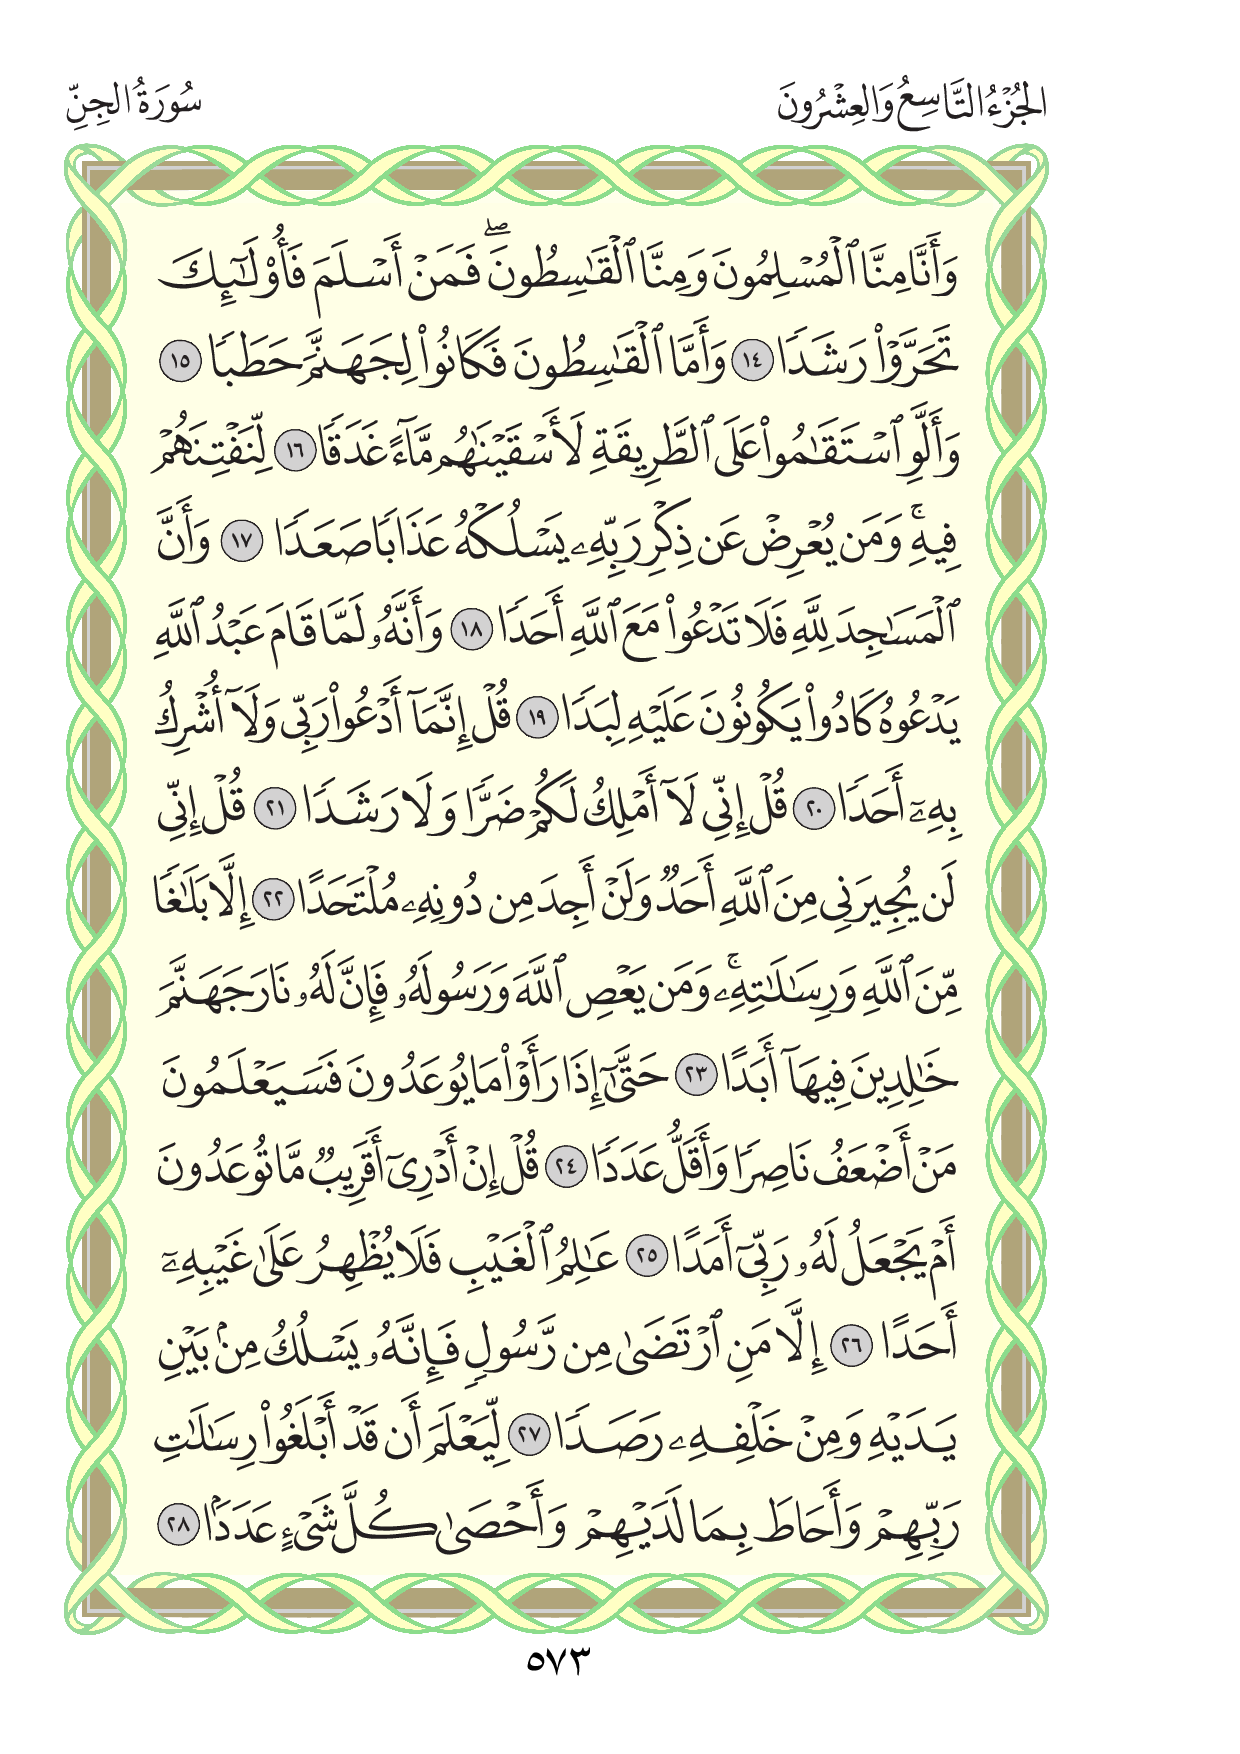 الجُزْءُ التَّاسِعُ وَالعِشْرُونَ
سُورَةُ الجِنِّ
وَأَنَّا مِنَّا ٱلْمُسْلِمُونَ وَمِنَّا ٱلْقَٰسِطُونَۖ فَمَنْ أَسْلَمَ فَأُو۟لَٰٓئِكَ
تَحَرَّوْا۟ رَشَدًا ١٤ وَأَمَّا ٱلْقَٰسِطُونَ فَكَانُوا۟ لِجَهَنَّمَ حَطَبًا ١٥
وَأَلَّوِ ٱسْتَقَٰمُوا۟ عَلَى ٱلطَّرِيقَةِ لَأَسْقَيْنَٰهُم مَّآءً غَدَقًا ١٦ لِّنَفْتِنَهُمْ
فِيهِۚ وَمَن يُعْرِضْ عَن ذِكْرِ رَبِّهِۦ يَسْلُكْهُ عَذَابًا صَعَدًا ١٧ وَأَنَّ
ٱلْمَسَٰجِدَ لِلَّهِ فَلَا تَدْعُوا۟ مَعَ ٱللَّهِ أَحَدًا ١٨ وَأَنَّهُۥ لَمَّا قَامَ عَبْدُ ٱللَّهِ
يَدْعُوهُ كَادُوا۟ يَكُونُونَ عَلَيْهِ لِبَدًا ١٩ قُلْ إِنَّمَآ أَدْعُوا۟ رَبِّى وَلَآ أُشْرِكُ
بِهِۦٓ أَحَدًا ٢٠ قُلْ إِنِّى لَآ أَمْلِكُ لَكُمْ ضَرًّا وَلَا رَشَدًا ٢١ قُلْ إِنِّى
لَن يُجِيرَنِى مِنَ ٱللَّهِ أَحَدٌ وَلَنْ أَجِدَ مِن دُونِهِۦ مُلْتَحَدًا ٢٢ إِلَّا بَلَٰغًا
مِّنَ ٱللَّهِ وَرِسَٰلَٰتِهِۦۚ وَمَن يَعْصِ ٱللَّهَ وَرَسُولَهُۥ فَإِنَّ لَهُۥ نَارَ جَهَنَّمَ
خَٰلِدِينَ فِيهَآ أَبَدًا ٢٣ حَتَّىٰٓ إِذَا رَأَوْا۟ مَا يُوعَدُونَ فَسَيَعْلَمُونَ
مَنْ أَضْعَفُ نَاصِرًا وَأَقَلُّ عَدَدًا ٢٤ قُلْ إِنْ أَدْرِىٓ أَقَرِيبٌ مَّا تُوعَدُونَ
أَمْ يَجْعَلُ لَهُۥ رَبِّىٓ أَمَدًا ٢٥ عَٰلِمُ ٱلْغَيْبِ فَلَا يُظْهِرُ عَلَىٰ غَيْبِهِۦٓ
أَحَدًا ٢٦ إِلَّا مَنِ ٱرْتَضَىٰ مِن رَّسُولٍ فَإِنَّهُۥ يَسْلُكُ مِنۢ بَيْنِ
يَدَيْهِ وَمِنْ خَلْفِهِۦ رَصَدًا ٢٧ لِّيَعْلَمَ أَن قَدْ أَبْلَغُوا۟ رِسَٰلَٰتِ
رَبِّهِمْ وَأَحَاطَ بِمَا لَدَيْهِمْ وَأَحْصَىٰ كُلَّ شَىْءٍ عَدَدًۢا ٢٨
٥٧٣